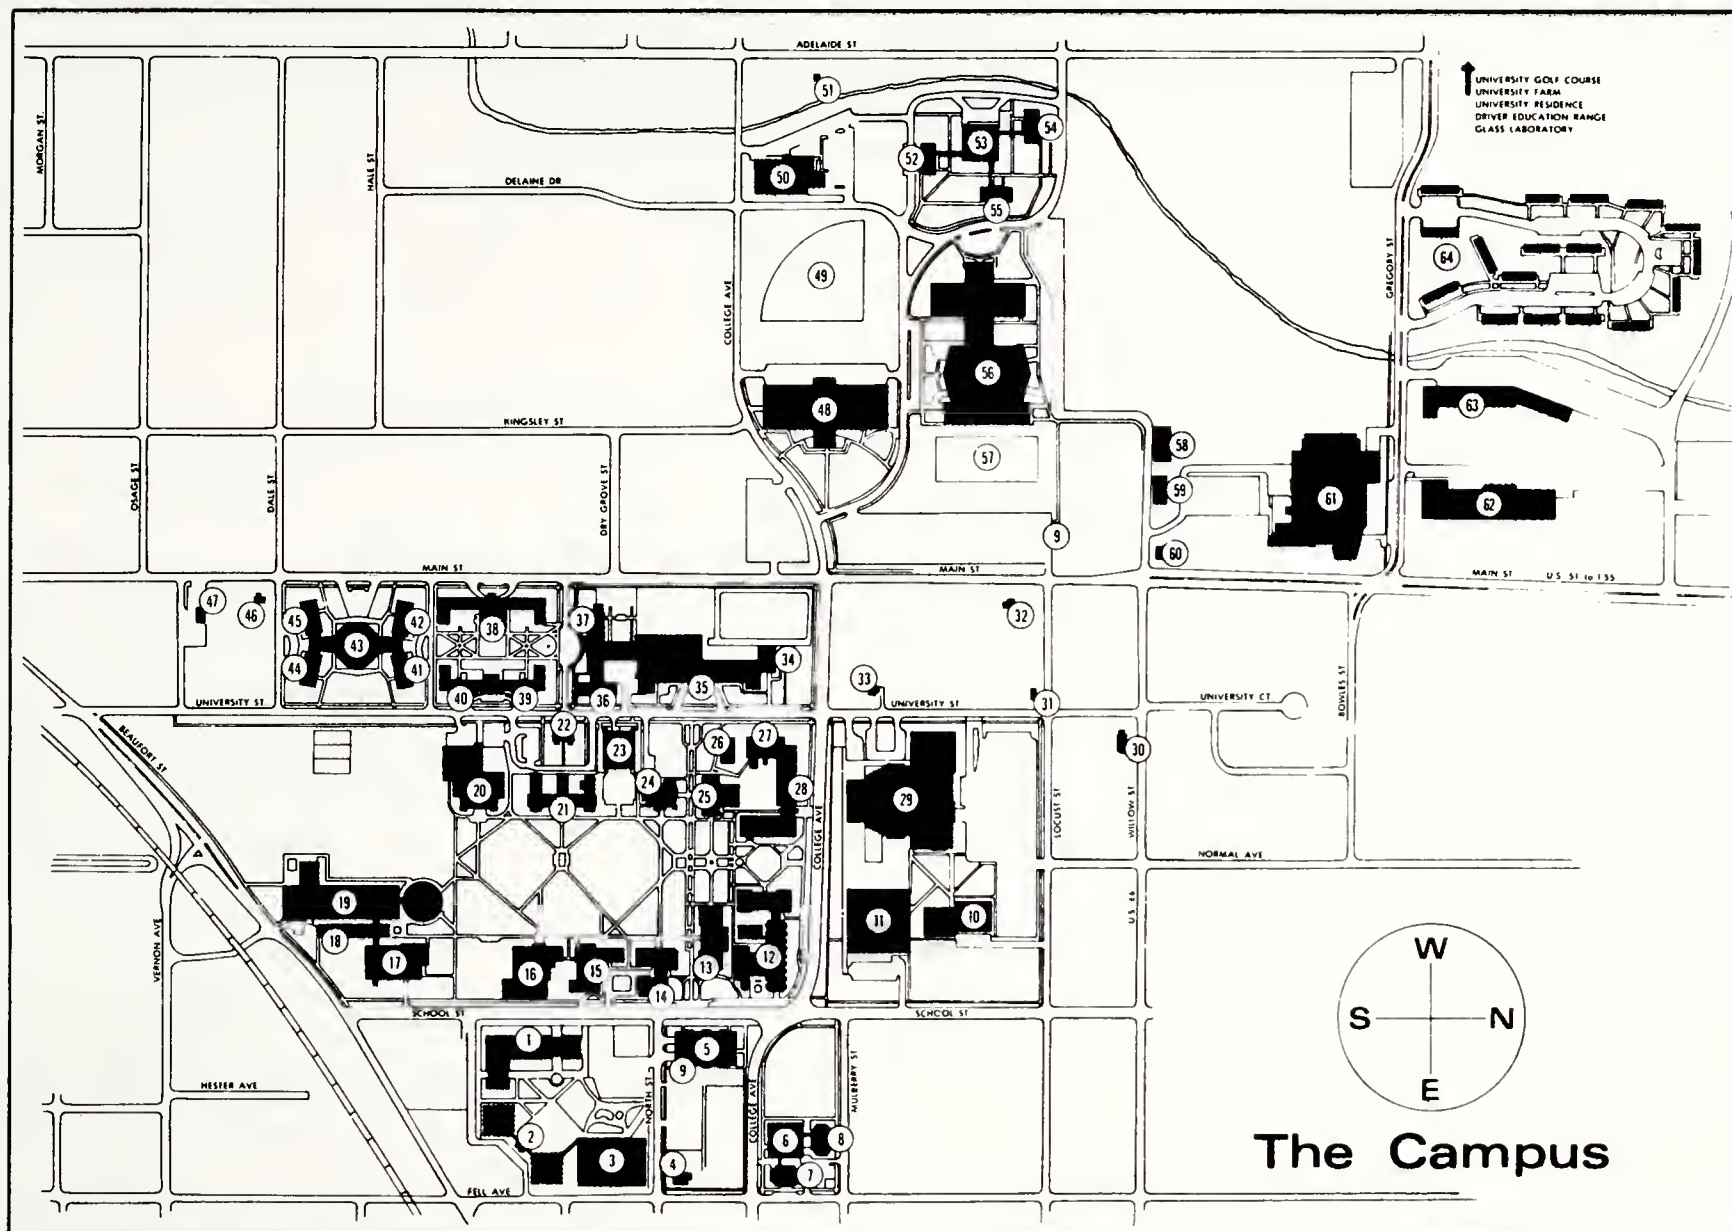 ADELAIDE ST
UNIVERSITY GOLF COURSE
UNIVERSITY FARM
UNIVERSITY RESIDENCE
DRIVER EDUCATION RANGE
GLASS LABORATORY
51
54
53
52
50
55
MORGAN ST
HALE ST
DELAINE DR
COLLEGE AVE
49
GREGORY ST
64
56
48
63
KINGSLEY ST
57
58
59
61
62
OSAGE ST
DALE ST
DRY GROVE ST
9
60
MAIN ST
MAIN ST
MAIN ST
U.S. 51 to I 55
47
46
45
42
43
44
41
38
37
40
39
36
35
34
32
33
31
UNIVERSITY ST
UNIVERSITY ST
UNIVERSITY CT
BOWLES ST
BEAUFORT ST
22
23
26
27
30
20
21
24
25
28
29
COLLEGE AVE
LOCUST ST
WILLOW ST
NORMAL AVE
19
18
17
16
15
14
13
12
11
10
U.S. 66
VERNON AVE
W
S
N
E
SCHOOL ST
SCHOOL ST
1
5
9
HESTER AVE
NORTH ST
COLLEGE AVE
MULBERRY ST
2
3
4
6
8
7
FELL AVE
The Campus